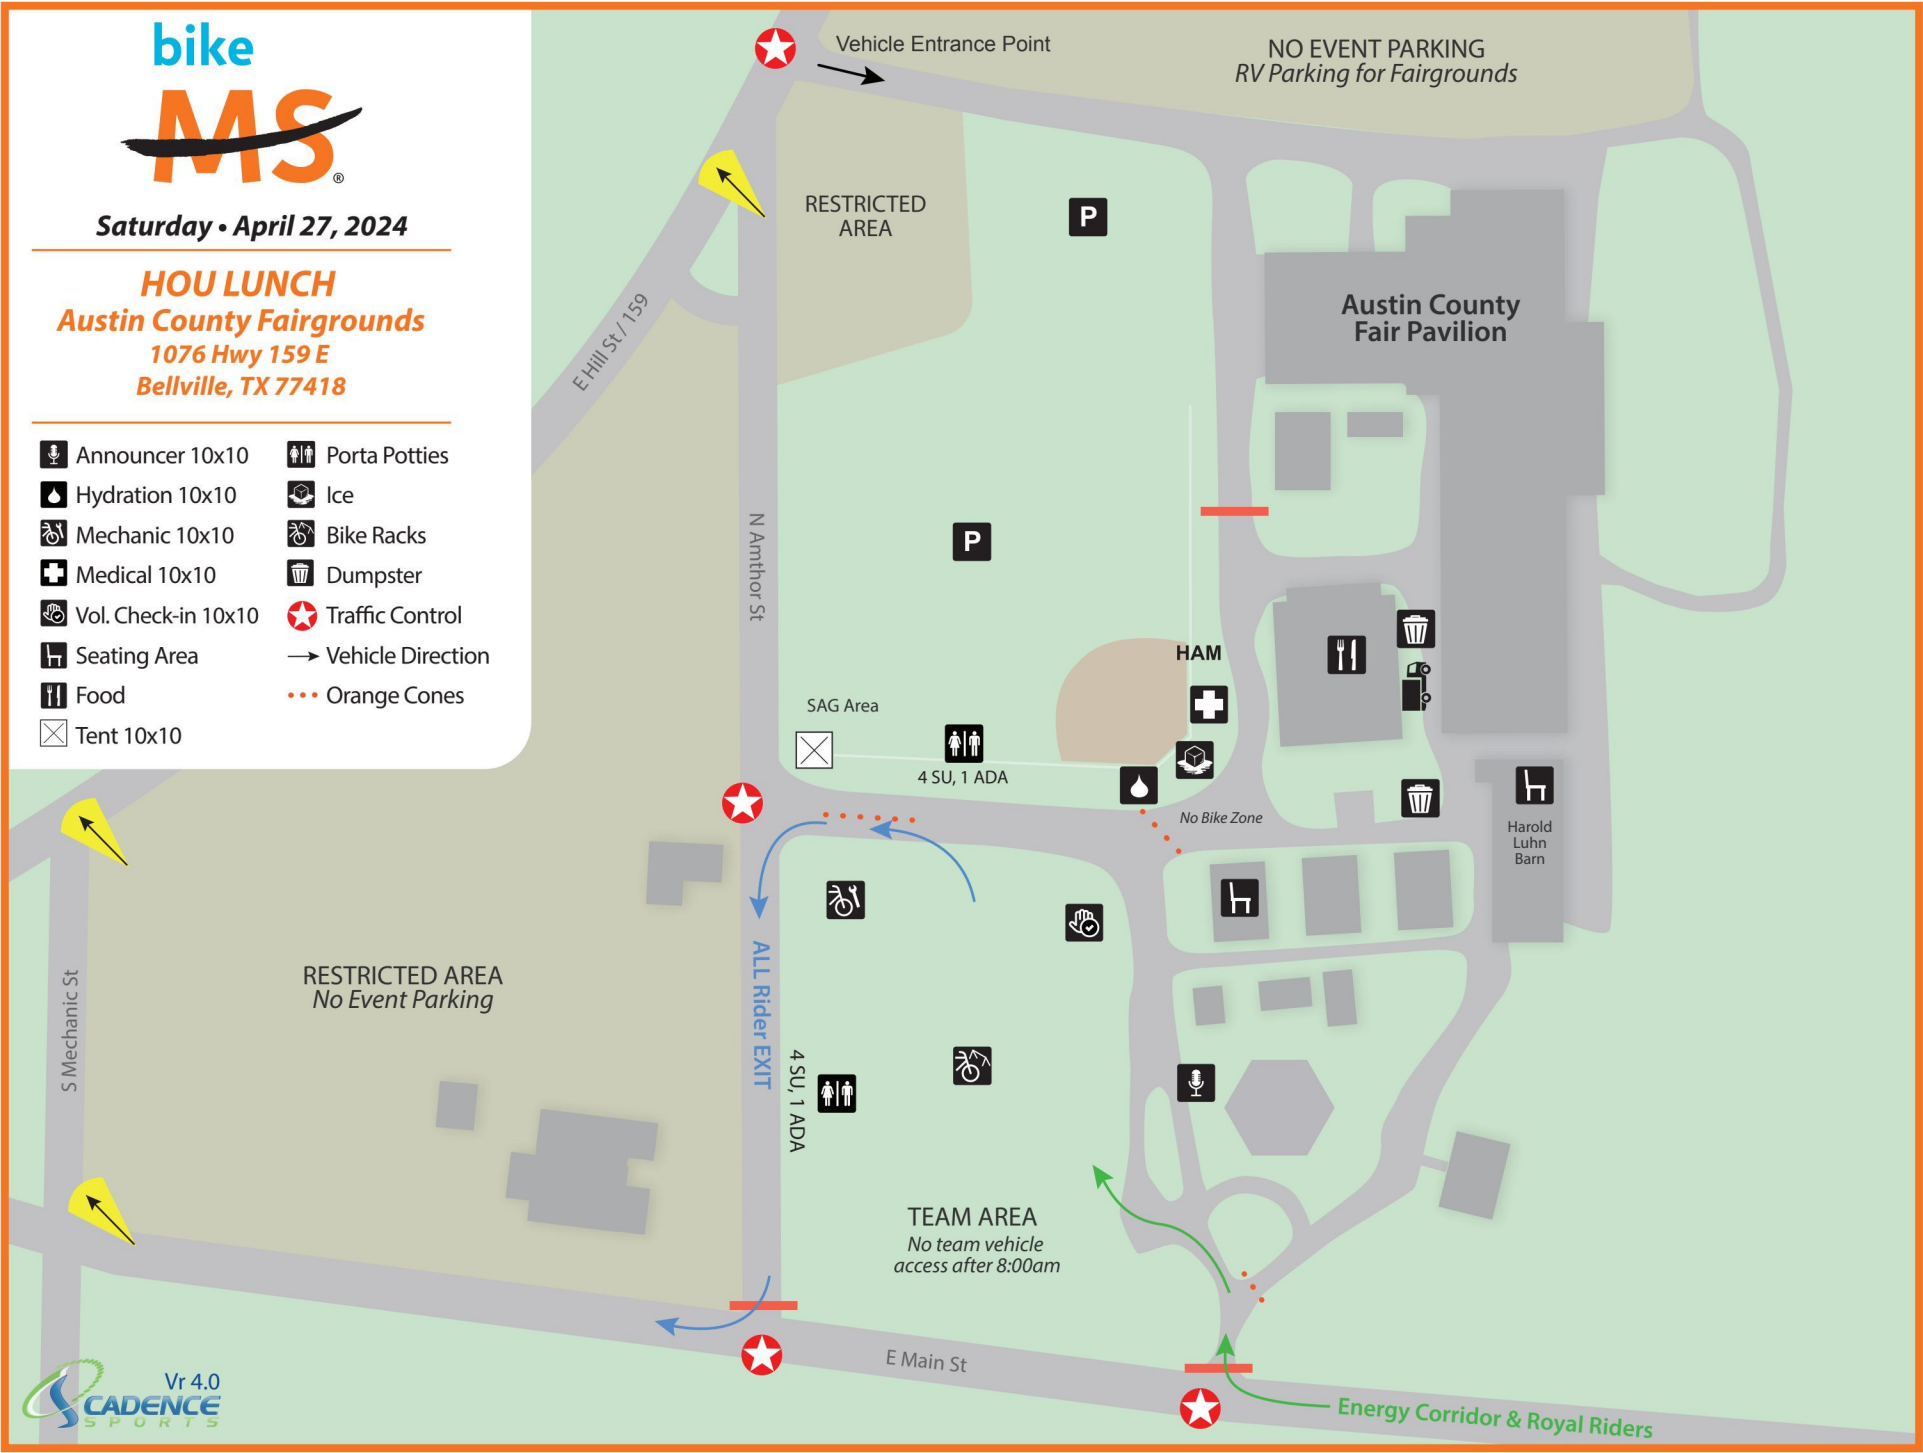 bike
MS®
Saturday • April 27, 2024
HOU LUNCH
Austin County Fairgrounds
1076 Hwy 159 E
Bellville, TX 77418
Announcer 10x10
Hydration 10x10
Mechanic 10x10
Medical 10x10
Vol. Check-in 10x10
Seating Area
Food
Tent 10x10
Porta Potties
Ice
Bike Racks
Dumpster
Traffic Control
Vehicle Direction
Orange Cones
Vehicle Entrance Point
NO EVENT PARKING
RV Parking for Fairgrounds
RESTRICTED
AREA
P
E Hill St / 159
Austin County
Fair Pavilion
N Amthor St
P
HAM
SAG Area
4 SU, 1 ADA
No Bike Zone
Harold
Luhn
Barn
RESTRICTED AREA
No Event Parking
S Mechanic St
ALL Rider EXIT
4 SU, 1 ADA
TEAM AREA
No team vehicle
access after 8:00am
E Main St
Energy Corridor & Royal Riders
Vr 4.0
CADENCE
SPORTS